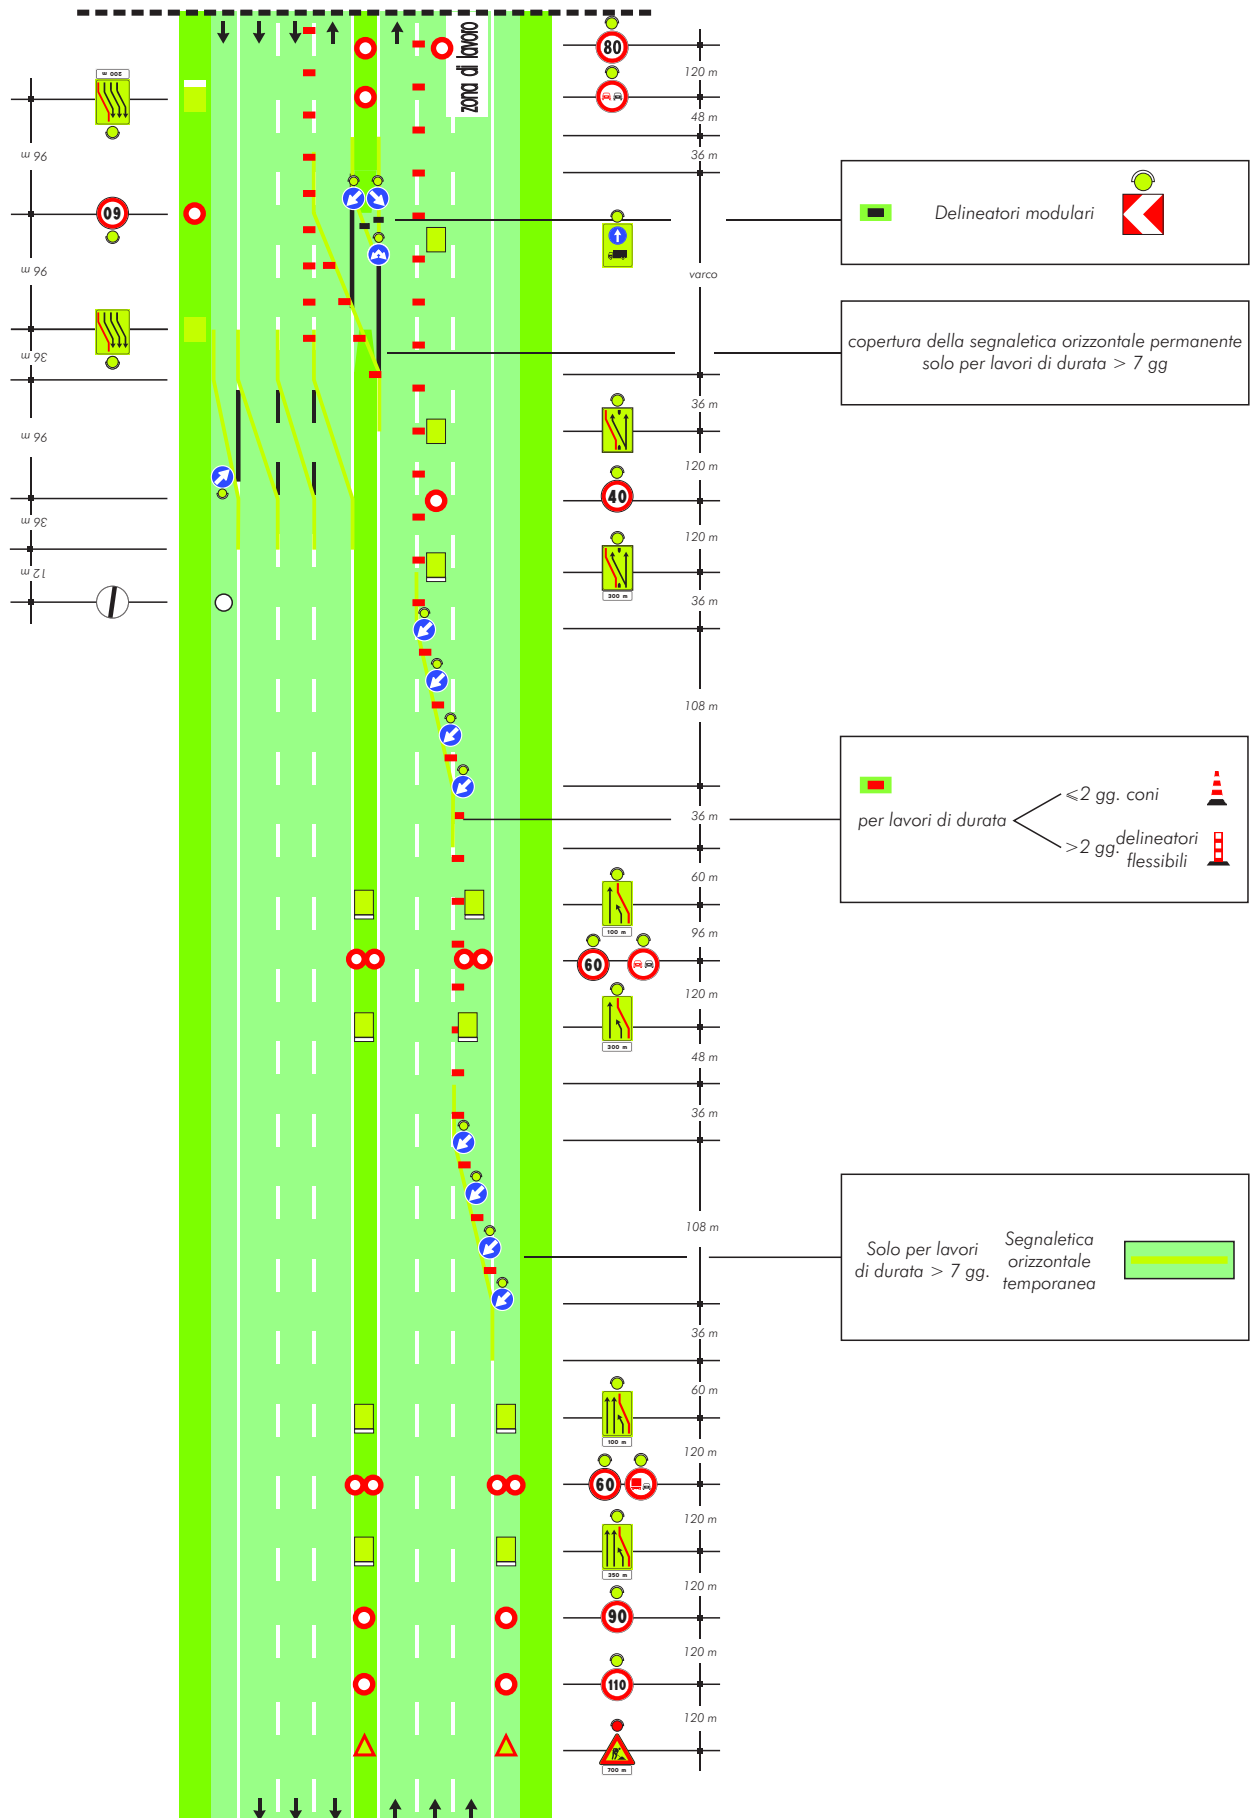 zona di lavoro
80
120 m
48 m
36 m
300 m
96 m
60
96 m
36 m
96 m
36 m
12 m
Delineatori modulari
varco
copertura della segnaletica orizzontale permanente
solo per lavori di durata > 7 gg
36 m
120 m
40
120 m
300 m
36 m
108 m
per lavori di durata
⩽2 gg. coni
>2 gg. delineatori
flessibili
36 m
60 m
100 m
96 m
60
120 m
300 m
48 m
36 m
108 m
Solo per lavori
di durata > 7 gg.
Segnaletica
orizzontale
temporanea
36 m
60 m
100 m
120 m
60
120 m
350 m
120 m
90
120 m
110
120 m
700 m